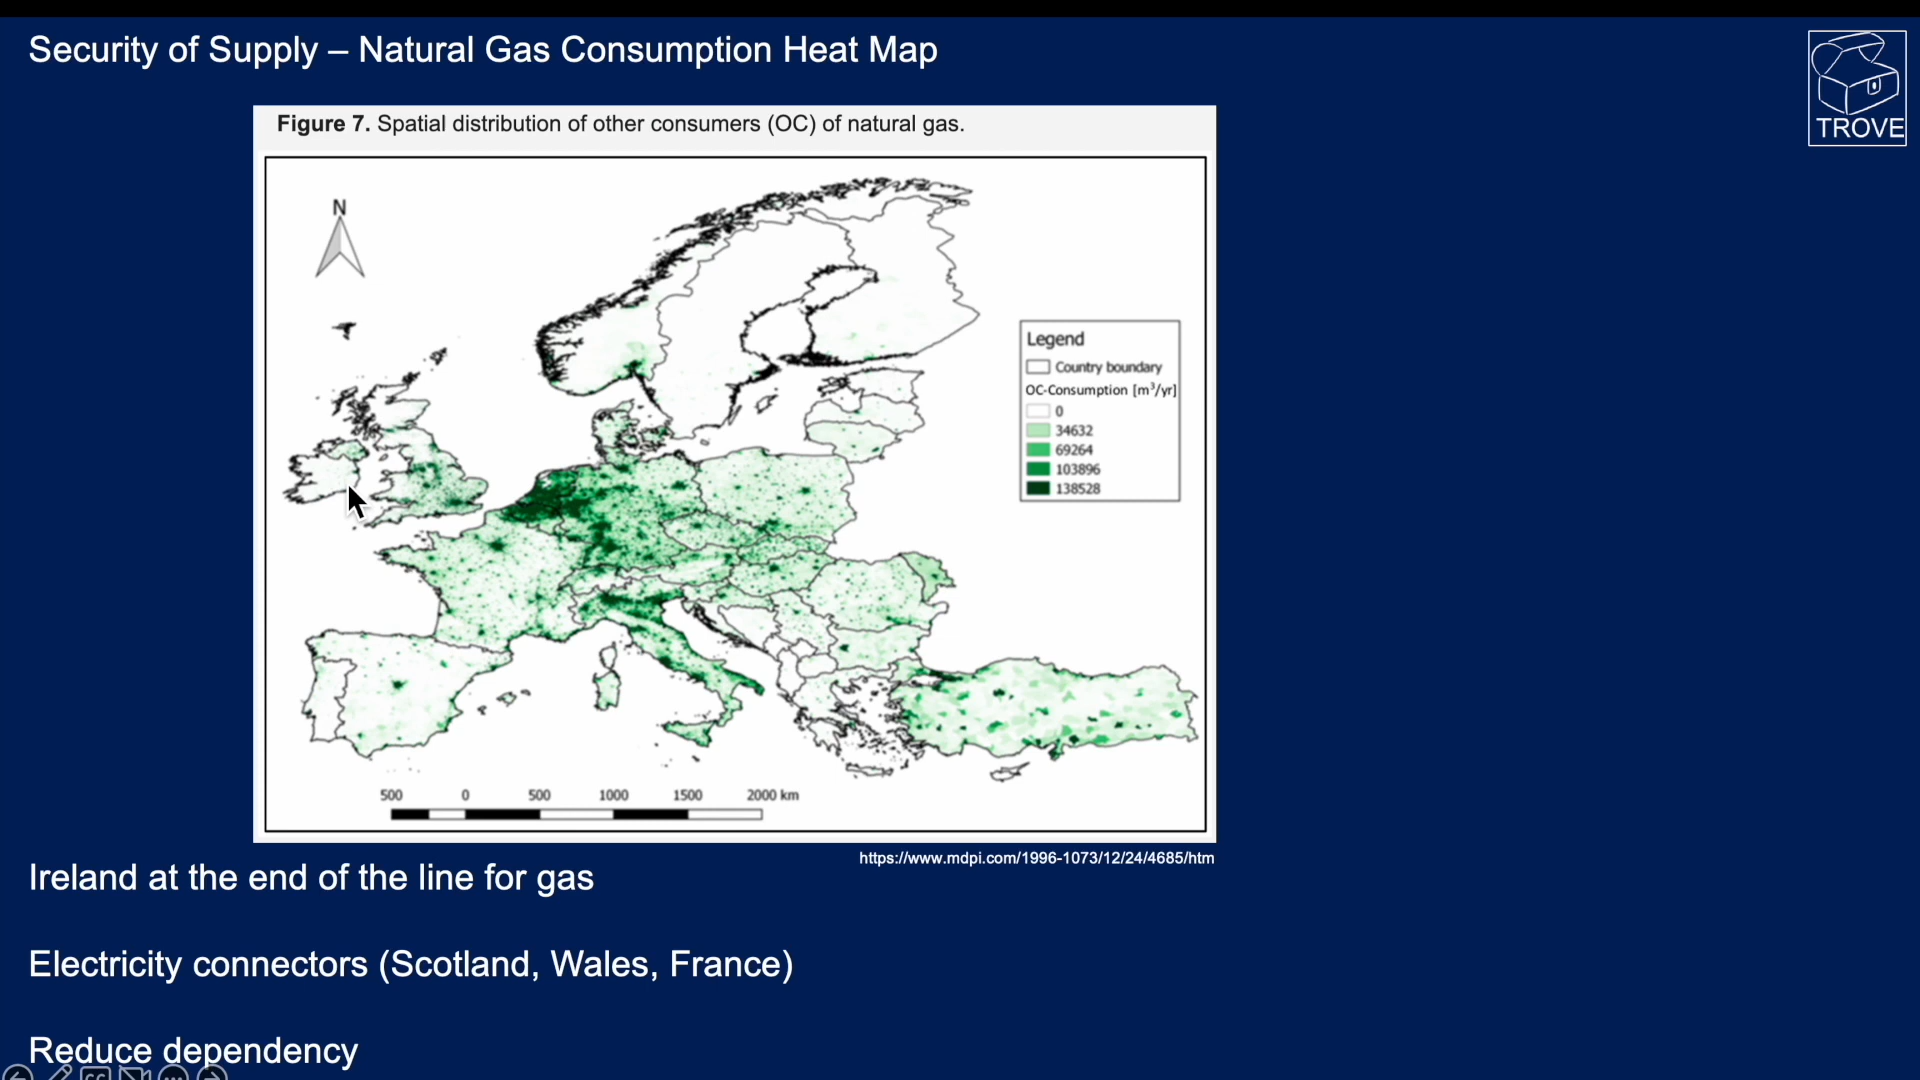 Security of Supply – Natural Gas Consumption Heat Map
TROVE
Figure 7. Spatial distribution of other consumers (OC) of natural gas.
N
Legend
Country boundary
OC-Consumption [m³/yr]
0
34632
69264
103896
138528
500 0 500 1000 1500 2000 km
https://www.mdpi.com/1996-1073/12/24/4685/htm
Ireland at the end of the line for gas
Electricity connectors (Scotland, Wales, France)
Reduce dependency
CC